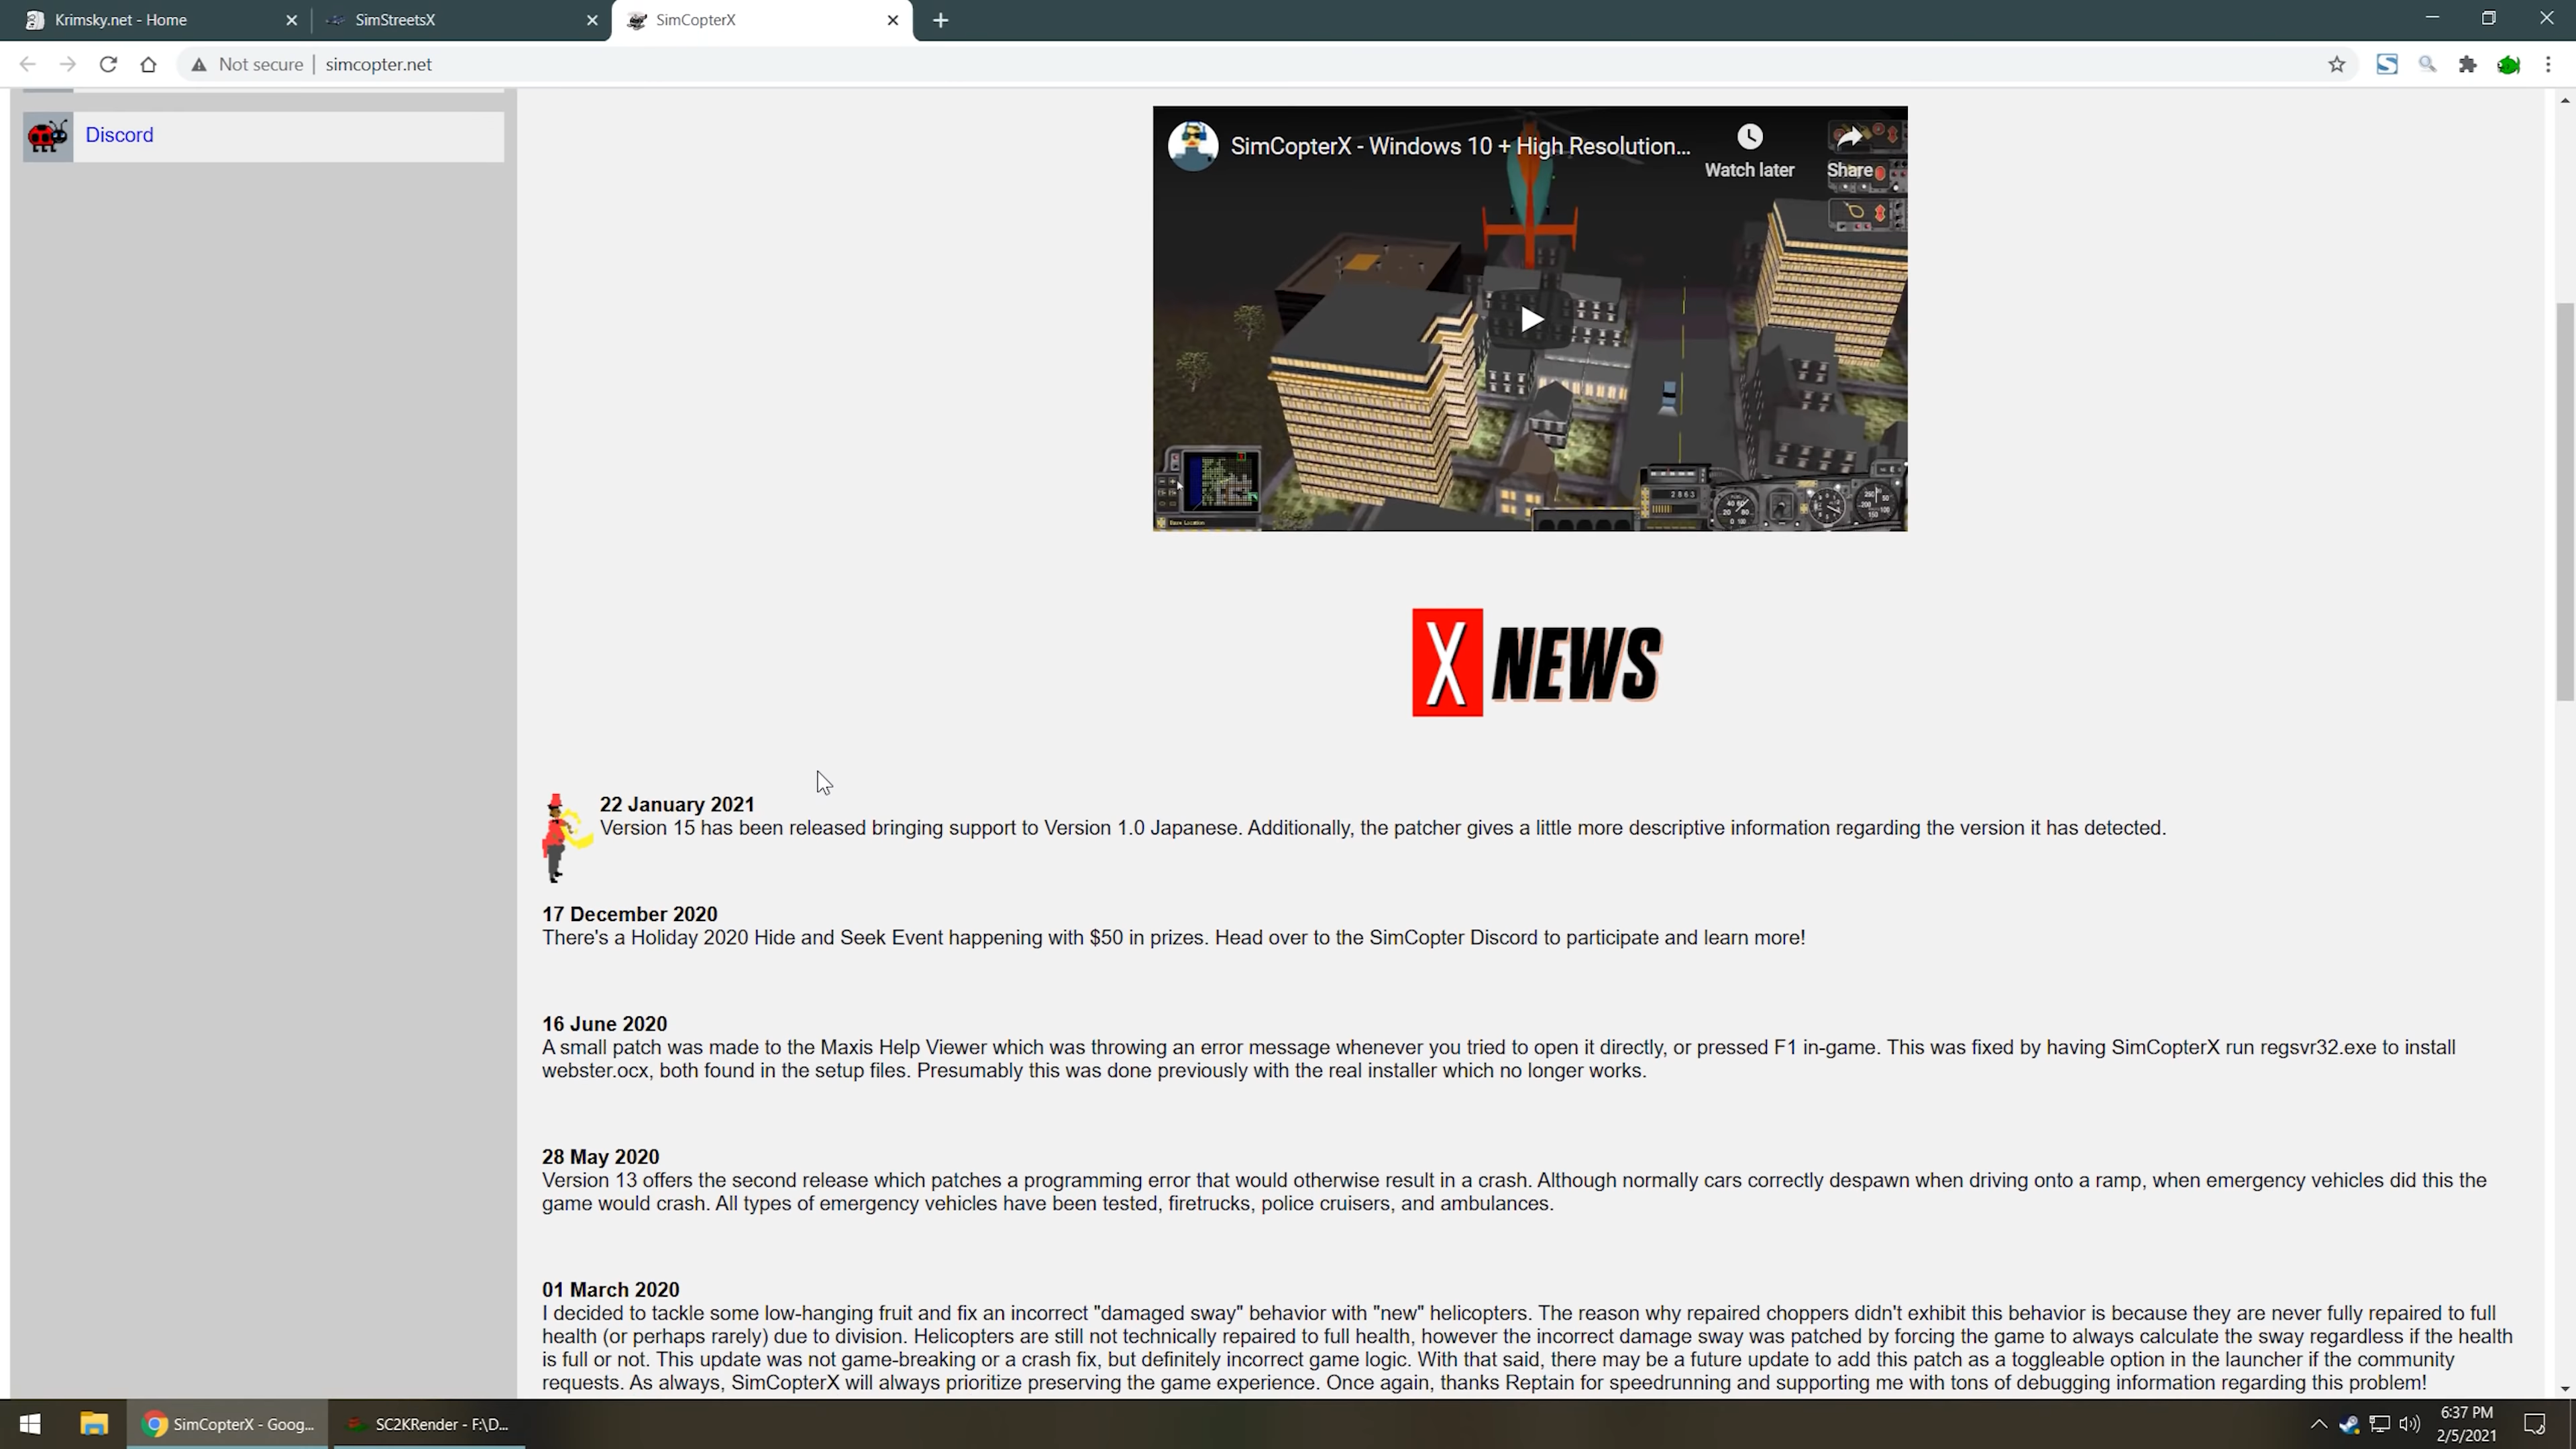 Krimsky.net - Home
SimStreetsX
SimCopterX
Not secure
simcopter.net
Discord
SimCopterX - Windows 10 + High Resolution...
Watch later
Share
2863
X NEWS
22 January 2021
Version 15 has been released bringing support to Version 1.0 Japanese. Additionally, the patcher gives a little more descriptive information regarding the version it has detected.
17 December 2020
There's a Holiday 2020 Hide and Seek Event happening with $50 in prizes. Head over to the SimCopter Discord to participate and learn more!
16 June 2020
A small patch was made to the Maxis Help Viewer which was throwing an error message whenever you tried to open it directly, or pressed F1 in-game. This was fixed by having SimCopterX run regsvr32.exe to install
webster.ocx, both found in the setup files. Presumably this was done previously with the real installer which no longer works.
28 May 2020
Version 13 offers the second release which patches a programming error that would otherwise result in a crash. Although normally cars correctly despawn when driving onto a ramp, when emergency vehicles did this the
game would crash. All types of emergency vehicles have been tested, firetrucks, police cruisers, and ambulances.
01 March 2020
I decided to tackle some low-hanging fruit and fix an incorrect "damaged sway" behavior with "new" helicopters. The reason why repaired choppers didn't exhibit this behavior is because they are never fully repaired to full
health (or perhaps rarely) due to division. Helicopters are still not technically repaired to full health, however the incorrect damage sway was patched by forcing the game to always calculate the sway regardless if the health
is full or not. This update was not game-breaking or a crash fix, but definitely incorrect game logic. With that said, there may be a future update to add this patch as a toggleable option in the launcher if the community
requests. As always, SimCopterX will always prioritize preserving the game experience. Once again, thanks Reptain for speedrunning and supporting me with tons of debugging information regarding this problem!
SimCopterX - Goog...
SC2KRender - F:\D...
6:37 PM
2/5/2021